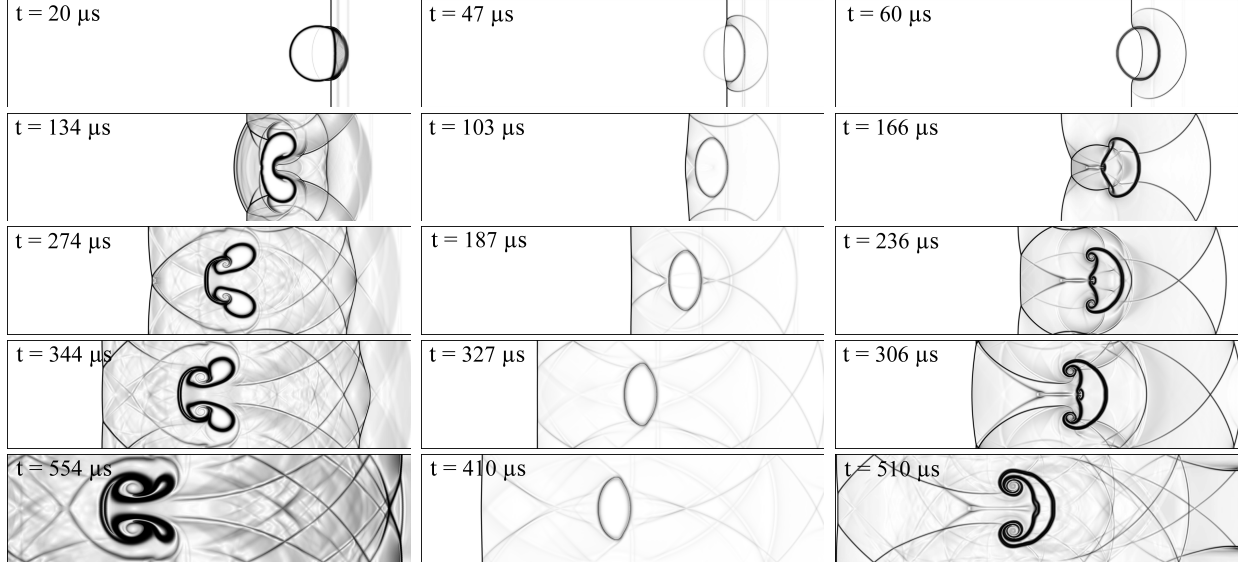 t = 20 µs
t = 47 µs
t = 60 µs
t = 134 µs
t = 103 µs
t = 166 µs
t = 274 µs
t = 187 µs
t = 236 µs
t = 344 µs
t = 327 µs
t = 306 µs
t = 554 µs
t = 410 µs
t = 510 µs